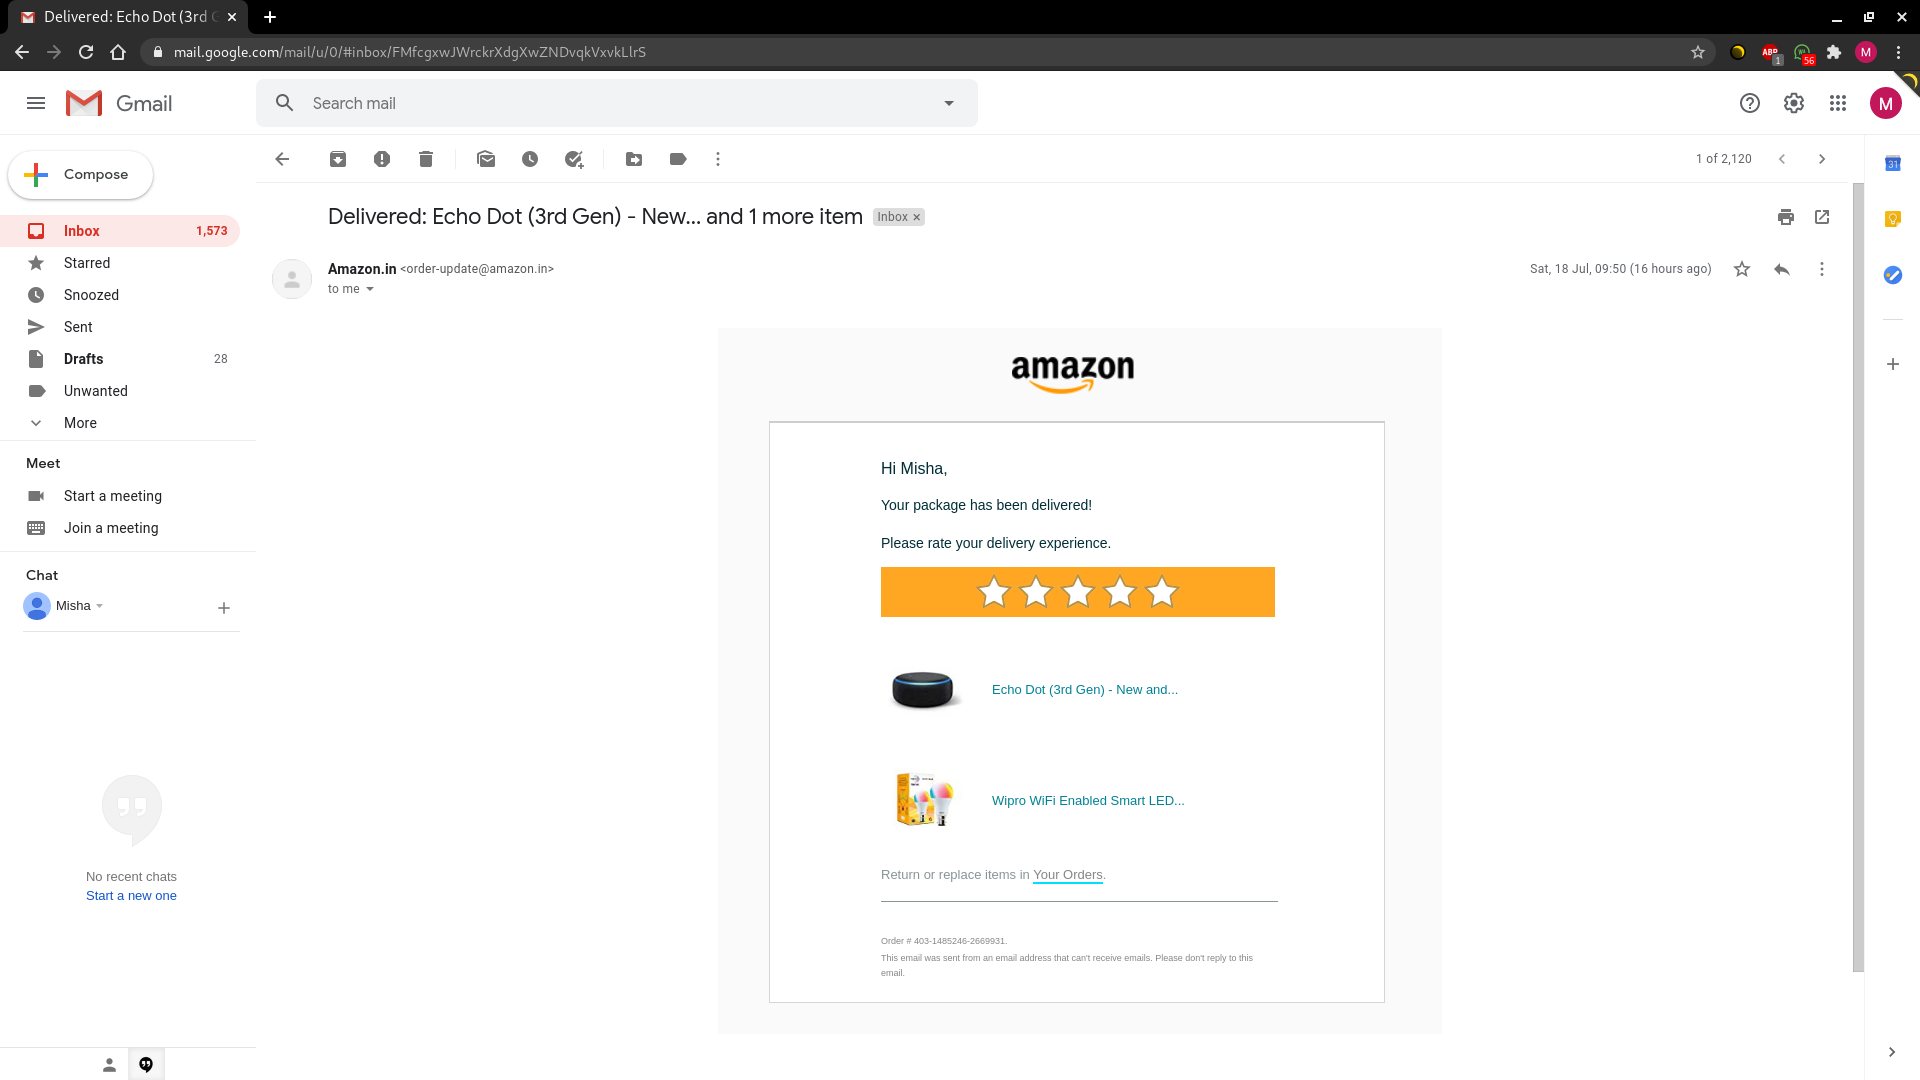 Delivered: Echo Dot (3rd G
mail.google.com/mail/u/0/#inbox/FMfcgxwJWrckrXdgXwZNDvqkVxvkLlrS
ABP
1
56
M
Gmail
Search mail
M
Compose
1 of 2,120
31
Delivered: Echo Dot (3rd Gen) - New... and 1 more item
Inbox ×
Inbox 1,573
Starred
Snoozed
Sent
Drafts 28
Unwanted
More
Meet
Start a meeting
Join a meeting
Chat
Misha
No recent chats
Start a new one
Amazon.in <order-update@amazon.in>
Sat, 18 Jul, 09:50 (16 hours ago)
to me
amazon
Hi Misha,
Your package has been delivered!
Please rate your delivery experience.
Echo Dot (3rd Gen) - New and...
Wipro WiFi Enabled Smart LED...
Return or replace items in Your Orders.
Order # 403-1485246-2669931.
This email was sent from an email address that can't receive emails. Please don't reply to this
email.